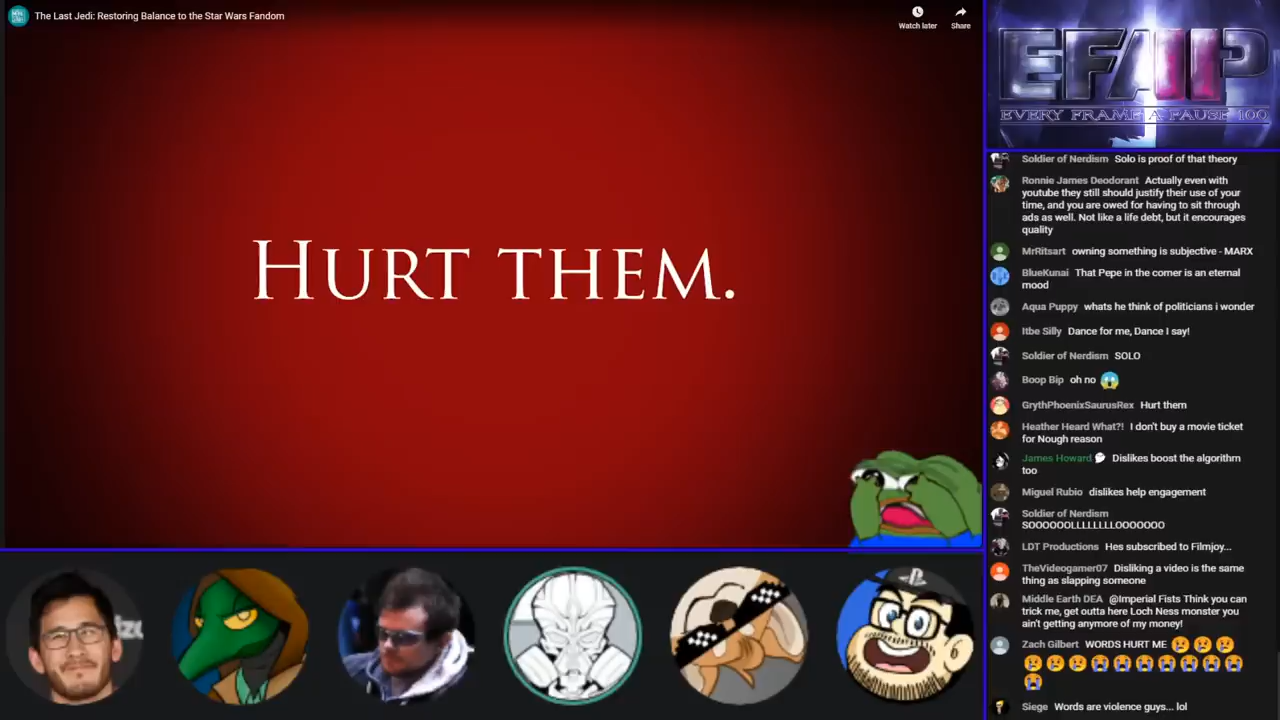 The Last Jedi: Restoring Balance to the Star Wars Fandom
Watch later
Share
HURT THEM.
EFAP
EVERY FRAME A PAUSE 100
Soldier of Nerdism Solo is proof of that theory
Ronnie James Deodorant Actually even with
youtube they still should justify their use of your
time, and you are owed for having to sit through
ads as well. Not like a life debt, but it encourages
quality
MrRitsart owning something is subjective - MARX
BlueKunai That Pepe in the corner is an eternal
mood
Aqua Puppy whats he think of politicians i wonder
Itbe Silly Dance for me, Dance I say!
Soldier of Nerdism SOLO
Boop Bip oh no 😱
GrythPhoenixSaurusRex Hurt them
Heather Heard What?! I don't buy a movie ticket
for Nough reason
James Howard Dislikes boost the algorithm
too
Miguel Rubio dislikes help engagement
Soldier of Nerdism
SOOOOOLLLLLLLLOOOOOOO
LDT Productions Hes subscribed to Filmjoy...
TheVideogamer07 Disliking a video is the same
thing as slapping someone
Middle Earth DEA @Imperial Fists Think you can
trick me, get outta here Loch Ness monster you
ain't getting anymore of my money!
Zach Gilbert WORDS HURT ME 😢😢😢
😢😢😢😭😭😭😭😭😭😭
😭
Siege Words are violence guys... lol